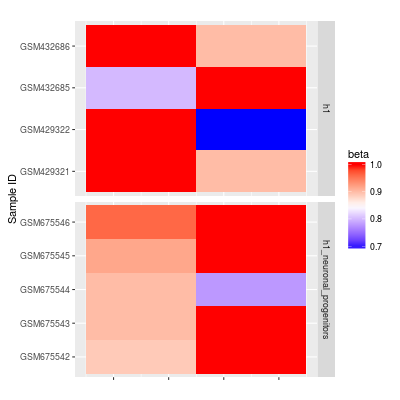 GSM432686
GSM432685
GSM429322
GSM429321
h1
GSM675546
GSM675545
GSM675544
GSM675543
GSM675542
h1_neuronal_progenitors
Sample ID
beta
1.0
0.9
0.8
0.7